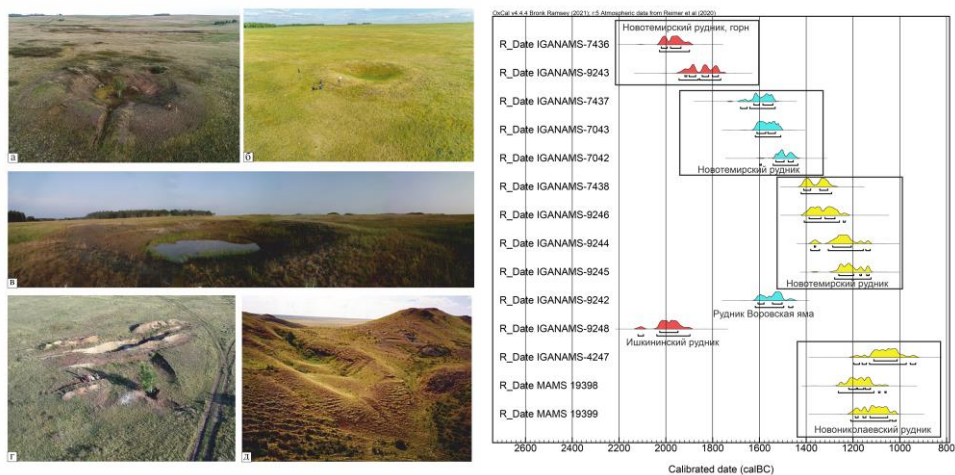 а
б
в
г
д
OxCal v4.4.4 Bronk Ramsey (2021); r:5 Atmospheric data from Reimer et al (2020)
Новотемирский рудник, горн
R_Date IGANAMS-7436
R_Date IGANAMS-9243
R_Date IGANAMS-7437
R_Date IGANAMS-7043
R_Date IGANAMS-7042
Новотемирский рудник
R_Date IGANAMS-7438
R_Date IGANAMS-9246
R_Date IGANAMS-9244
R_Date IGANAMS-9245
Новотемирский рудник
R_Date IGANAMS-9242
Рудник Воровская яма
R_Date IGANAMS-9248
Ишкининский рудник
R_Date IGANAMS-4247
R_Date MAMS 19398
R_Date MAMS 19399
Новониколаевский рудник
2600 2400 2200 2000 1800 1600 1400 1200 1000 800
Calibrated date (calBC)